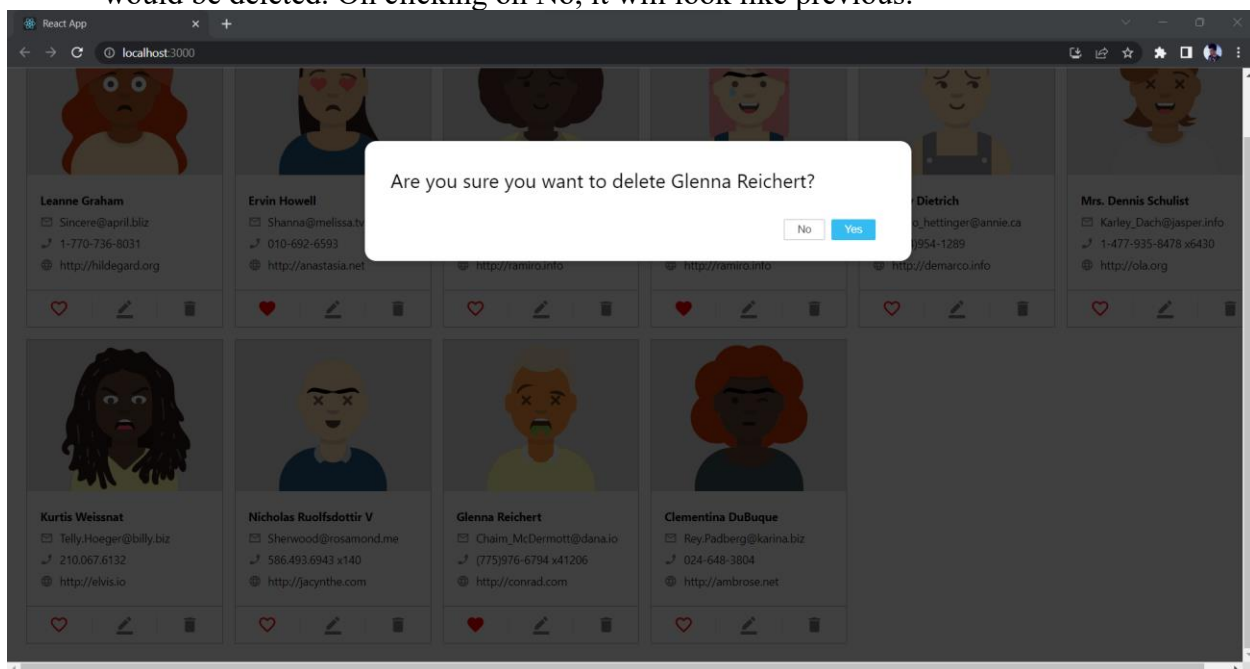 would be deleted. On clicking on No, it will look like previous.
React App
localhost:3000
Are you sure you want to delete Glenna Reichert?
No Yes
Leanne Graham
Sincere@april.biz
1-770-736-8031
http://hildegard.org
Ervin Howell
Shanna@melissa.tv
010-692-6593
http://anastasia.net
http://ramiro.info
http://ramiro.info
Dietrich
_hettinger@annie.ca
)954-1289
http://demarco.info
Mrs. Dennis Schulist
Karley_Dach@jasper.info
1-477-935-8478 x6430
http://ola.org
Kurtis Weissnat
Telly.Hoeger@billy.biz
210.067.6132
http://elvis.io
Nicholas Ruolfsdottir V
Sherwood@rosamond.me
586.493.6943 x140
http://jacynthe.com
Glenna Reichert
Chaim_McDermott@dana.io
(775)976-6794 x41206
http://conrad.com
Clementina DuBuque
Rey.Padberg@karina.biz
024-648-3804
http://ambrose.net